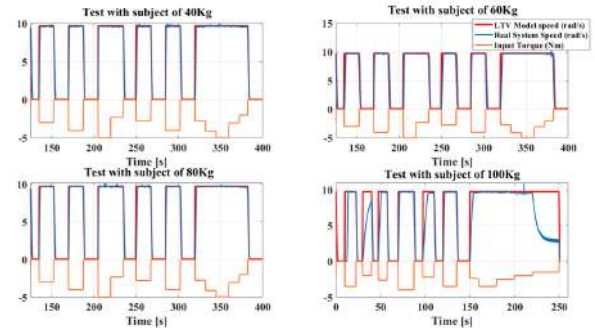 Test with subject of 40Kg
10
5
0
-5
150 200 250 300 350 400
Time [s]
Test with subject of 60Kg
LTV Model speed (rad/s)
Real System Speed (rad/s)
Input Torque (Nm)
15
10
5
0
-5
150 200 250 300 350 400
Time [s]
Test with subject of 80Kg
10
5
0
-5
150 200 250 300 350 400
Time [s]
Test with subject of 100Kg
10
5
0
-5
0 50 100 150 200 250
Time [s]